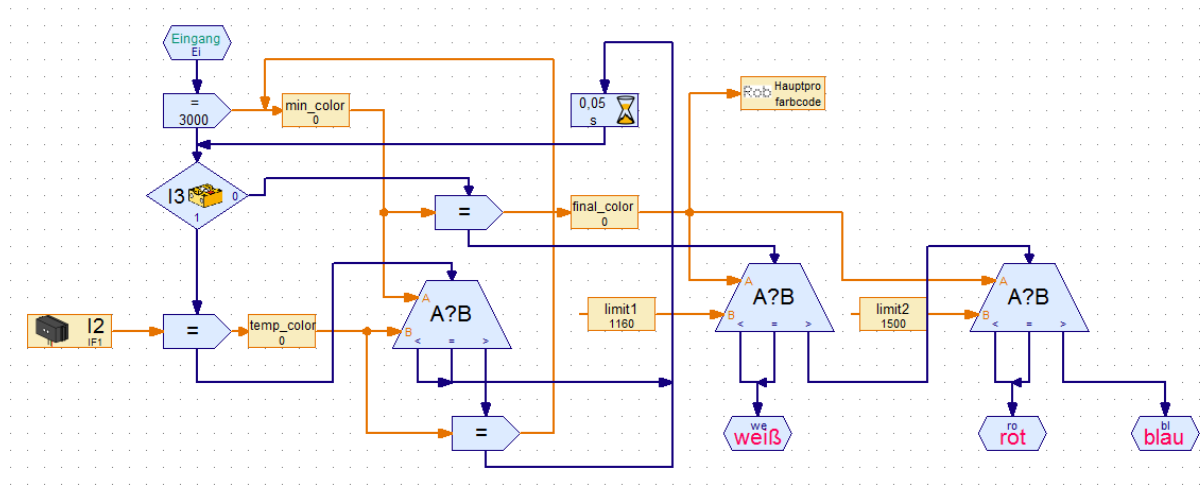 Eingang
Ei
=
3000
min_color
0
0,05
s
Rob
Hauptpro
farbcode
I3
0
1
=
final_color
0
I2
IF1
=
temp_color
0
A
A?B
B
< = >
limit1
1160
A
A?B
B
< = >
limit2
1500
A
A?B
B
< = >
=
we
weiß
ro
rot
bl
blau